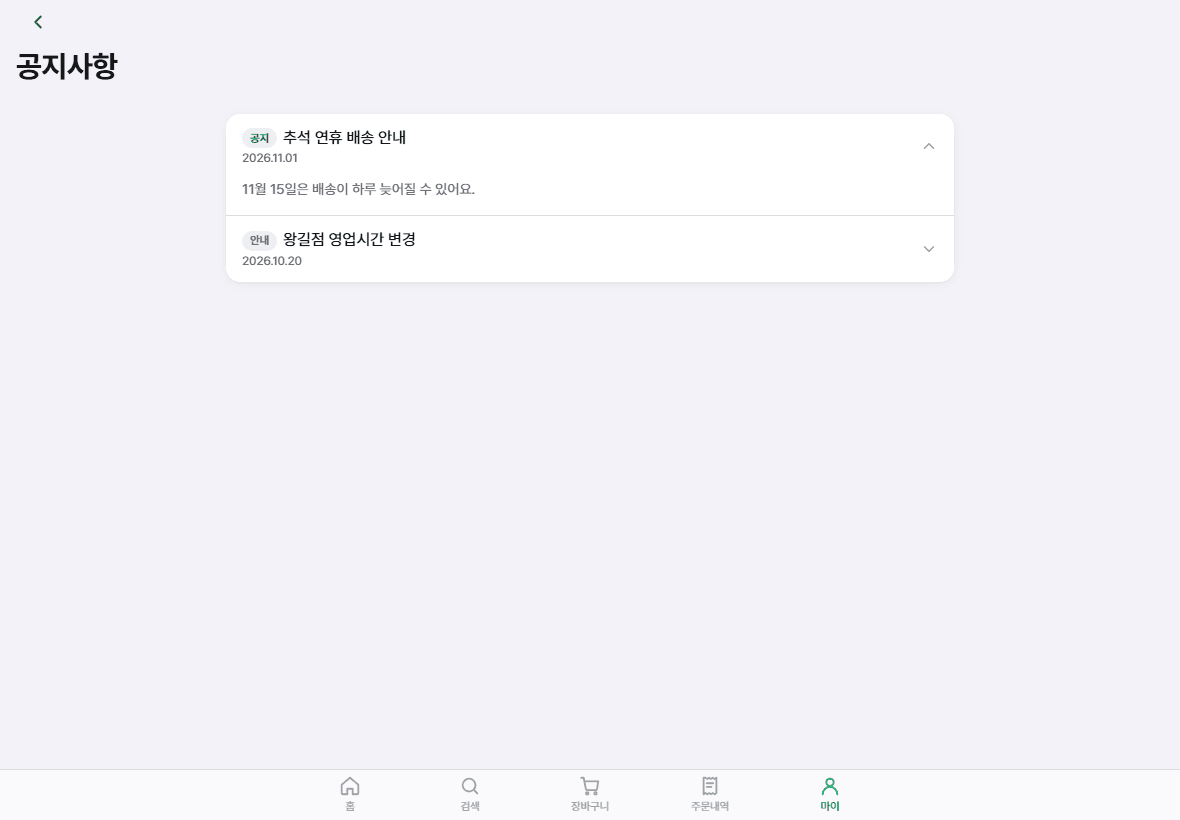 공지사항
공지 추석 연휴 배송 안내
2026.11.01
11월 15일은 배송이 하루 늦어질 수 있어요.
안내 왕길점 영업시간 변경
2026.10.20
홈 검색 장바구니 주문내역 마이